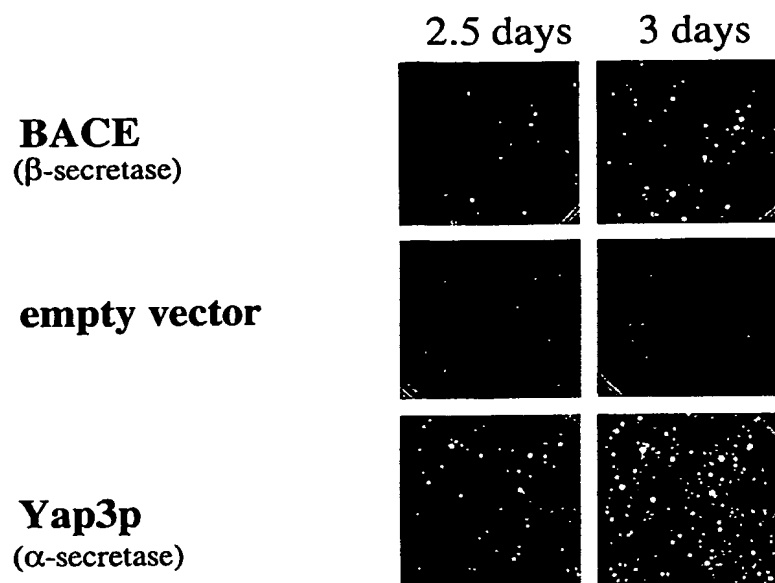 2.5 days 3 days
BACE
(β-secretase)
empty vector
Yap3p
(α-secretase)